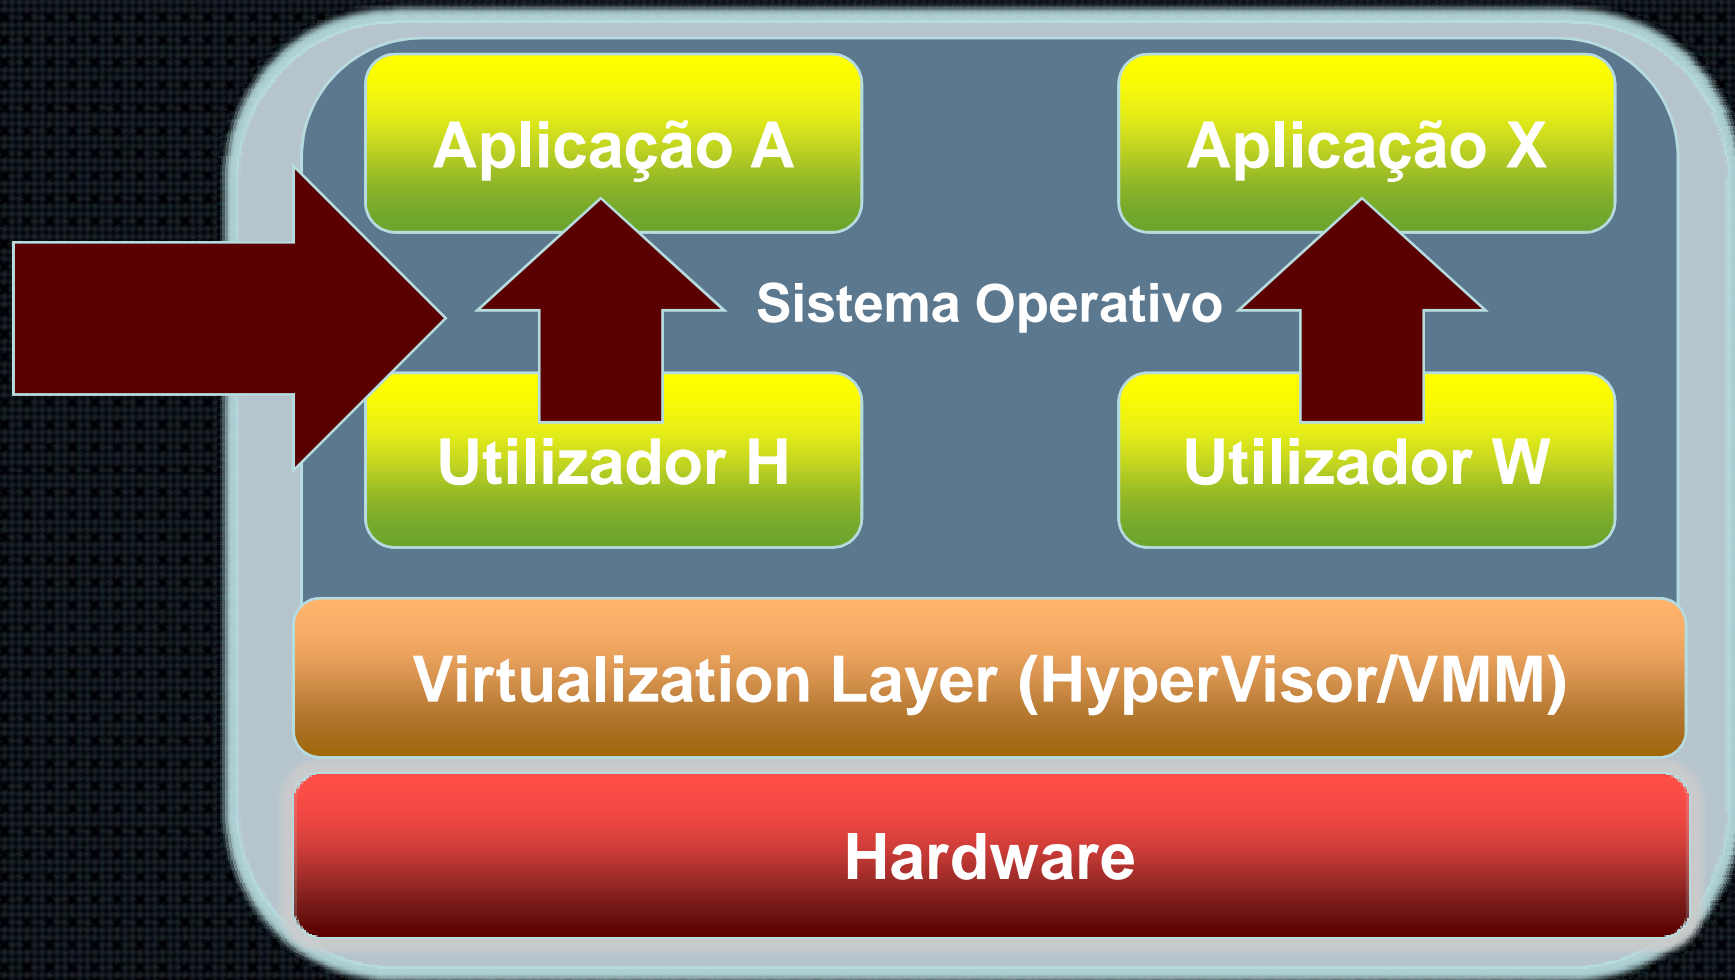 Aplicação A
Aplicação X
Sistema Operativo
Utilizador H
Utilizador W
Virtualization Layer (HyperVisor/VMM)
Hardware